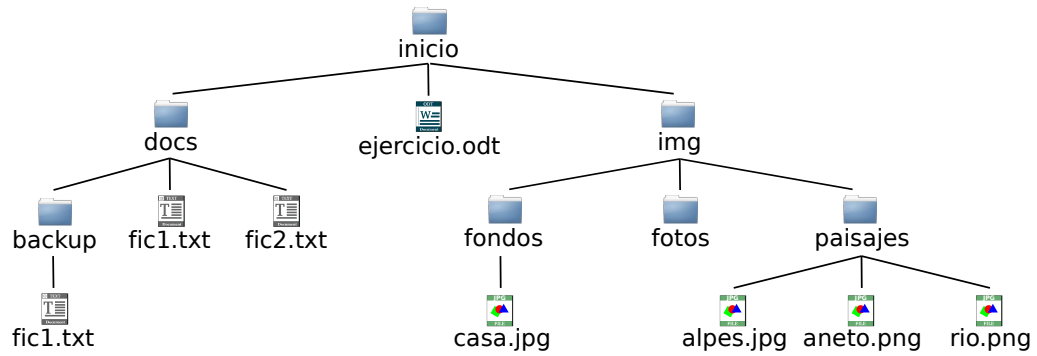 inicio
docs
ejercicio.odt
img
backup
fic1.txt
fic2.txt
fondos
fotos
paisajes
fic1.txt
casa.jpg
alpes.jpg
aneto.png
rio.png